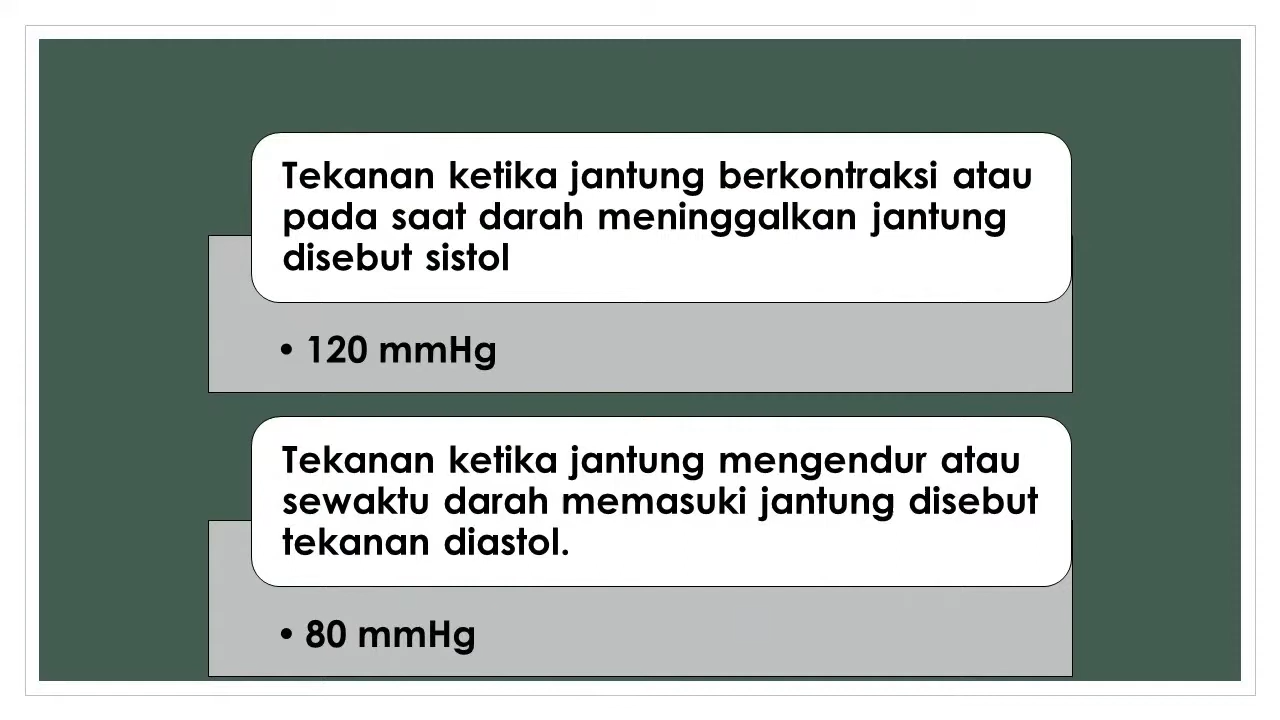 Tekanan ketika jantung berkontraksi atau
pada saat darah meninggalkan jantung
disebut sistol
• 120 mmHg
Tekanan ketika jantung mengendur atau
sewaktu darah memasuki jantung disebut
tekanan diastol.
• 80 mmHg